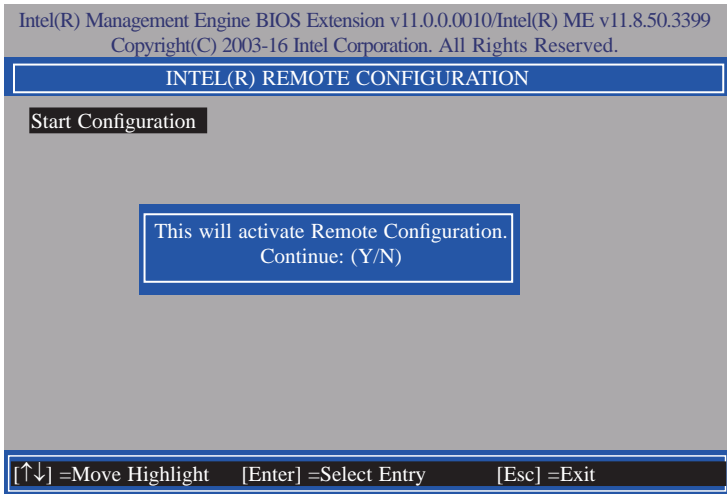 Intel(R) Management Engine BIOS Extension v11.0.0.0010/Intel(R) ME v11.8.50.3399
Copyright(C) 2003-16 Intel Corporation. All Rights Reserved.
INTEL(R) REMOTE CONFIGURATION
Start Configuration
This will activate Remote Configuration.
Continue: (Y/N)
[↑↓] =Move Highlight [Enter] =Select Entry [Esc] =Exit